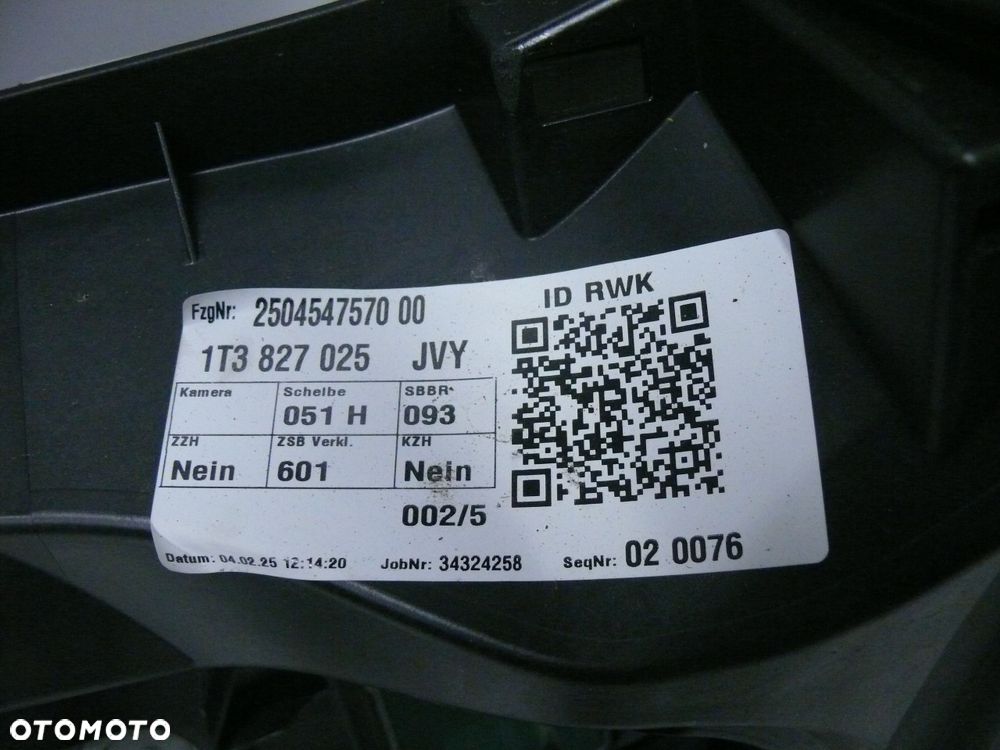 ID RWK
FzgNr: 2504547570 00
1T3 827 025 JVY
Kamera Scheibe SBBR*
051 H 093
ZZH ZSB Verkl. KZH
Nein 601 Nein
002/5
Datum: 04.02.25 12:14:20 JobNr: 34324258 SeqNr: 02 0076
OTOMOTO